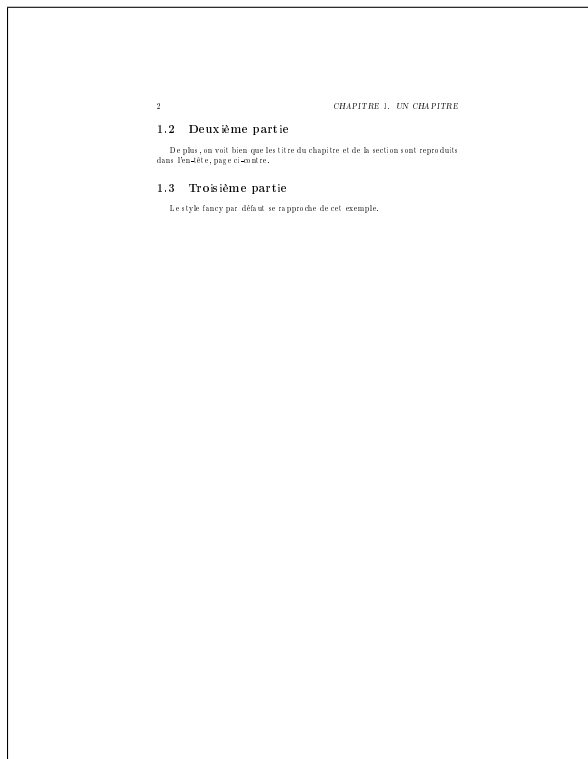 2 CHAPITRE 1. UN CHAPITRE
1.2 Deuxième partie
De plus, on voit bien que les titre du chapitre et de la section sont reproduits
dans l'en-tête, page ci-contre.
1.3 Troisième partie
Le style fancy par défaut se rapproche de cet exemple.